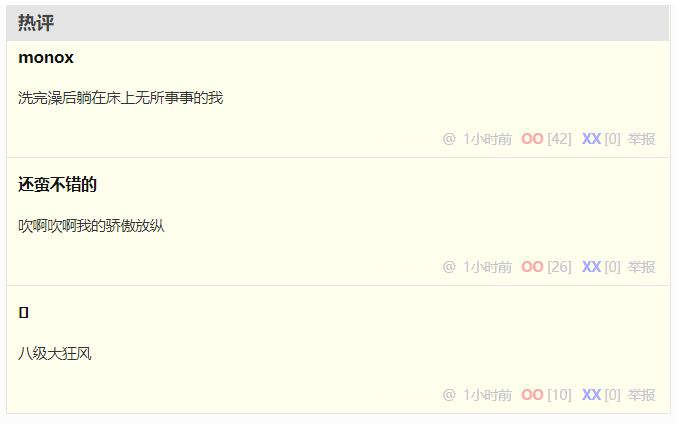 热评
monox
洗完澡后躺在床上无所事事的我
@ 1小时前 OO [42] XX [0] 举报
还蛮不错的
吹啊吹啊我的骄傲放纵
@ 1小时前 OO [26] XX [0] 举报
[]
八级大狂风
@ 1小时前 OO [10] XX [0] 举报